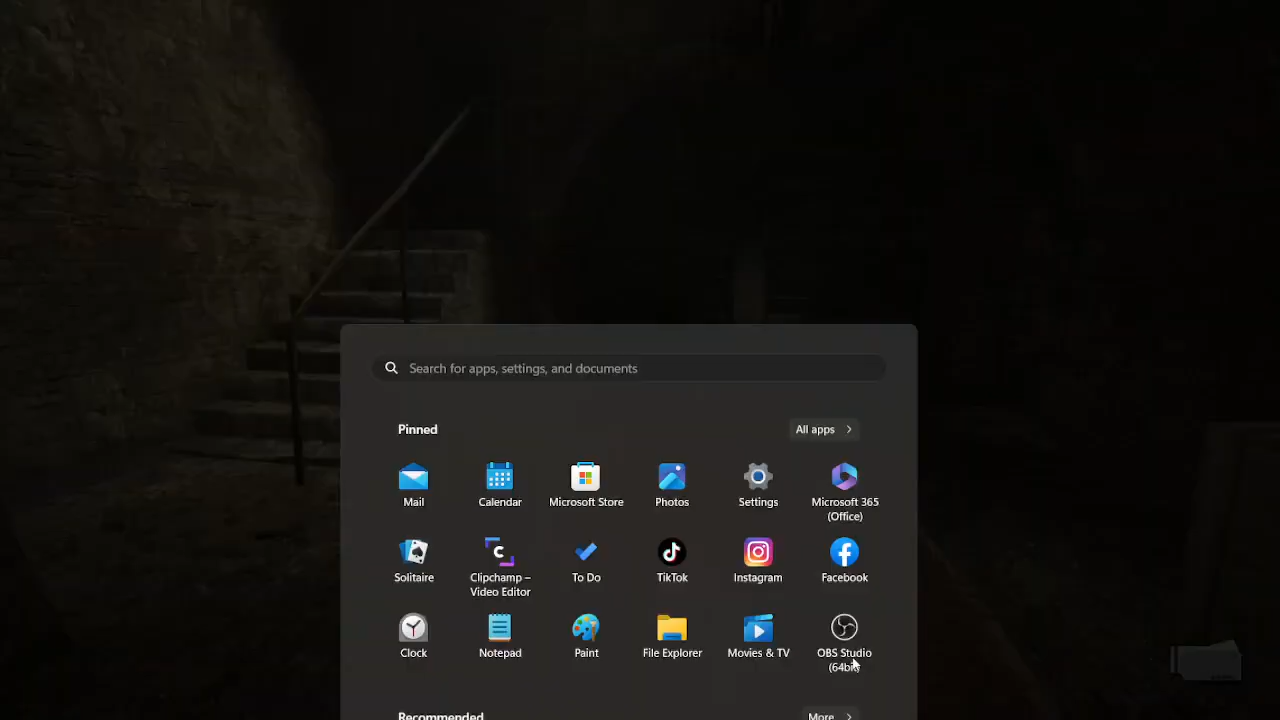 Search for apps, settings, and documents
Pinned
All apps
Mail
Calendar
Microsoft Store
Photos
Settings
Microsoft 365
(Office)
Solitaire
Clipchamp –
Video Editor
To Do
TikTok
Instagram
Facebook
Clock
Notepad
Paint
File Explorer
Movies & TV
OBS Studio
(64bit)
Recommended
More